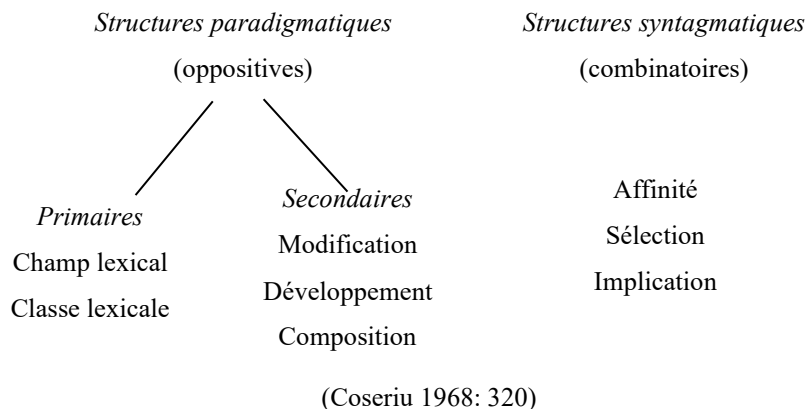 Structures paradigmatiques
(oppositives)
Primaires
Champ lexical
Classe lexicale
Secondaires
Modification
Développement
Composition
Structures syntagmatiques
(combinatoires)
Affinité
Sélection
Implication
(Coseriu 1968: 320)